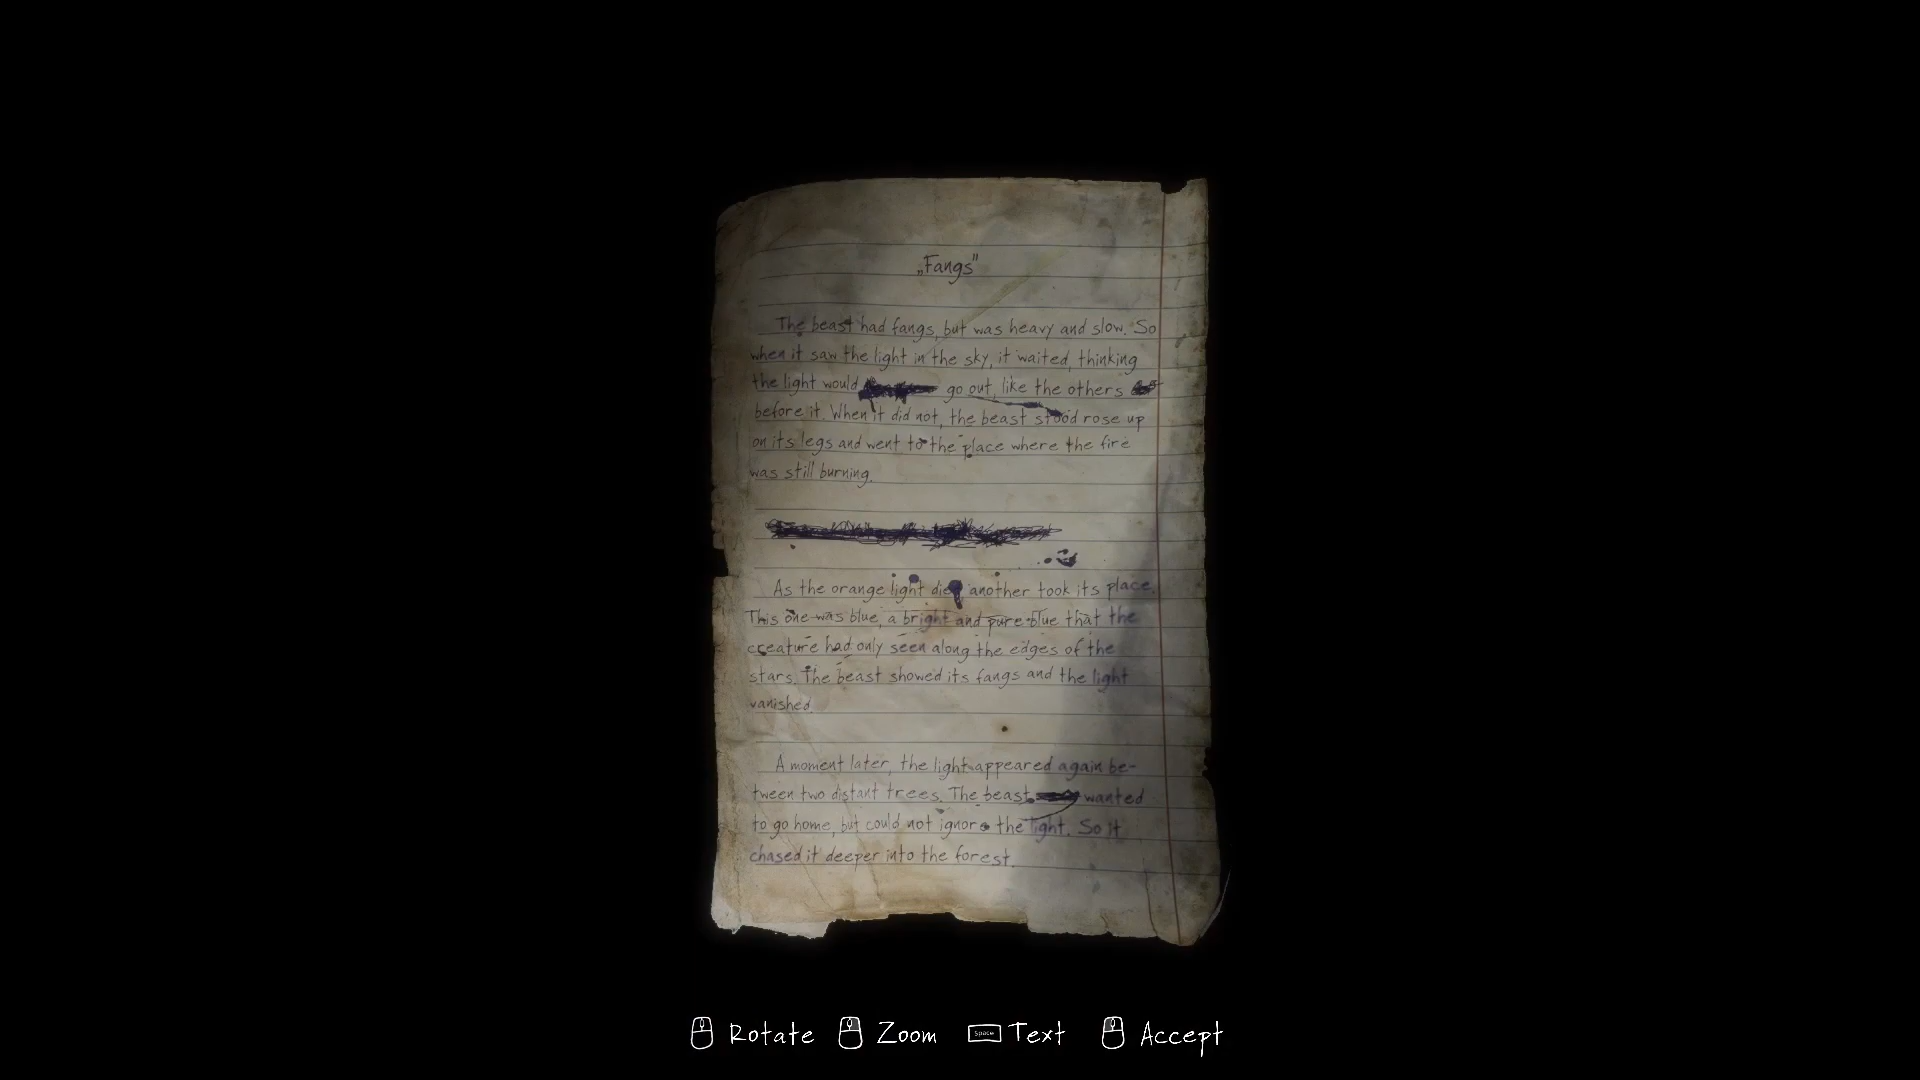 „Fangs"
The beast had fangs, but was heavy and slow. So
when it saw the light in the sky, it waited, thinking
the light would go out, like the others
before it. When it did not, the beast stood rose up
on its legs and went to the place where the fire
was still burning.
As the orange light died another took its place.
This one was blue, a bright and pure blue that the
creature had only seen along the edges of the
stars. The beast showed its fangs and the light
vanished.
A moment later, the light appeared again be-
tween two distant trees. The beast wanted
to go home, but could not ignore the light. So it
chased it deeper into the forest.
Rotate Zoom Space Text Accept